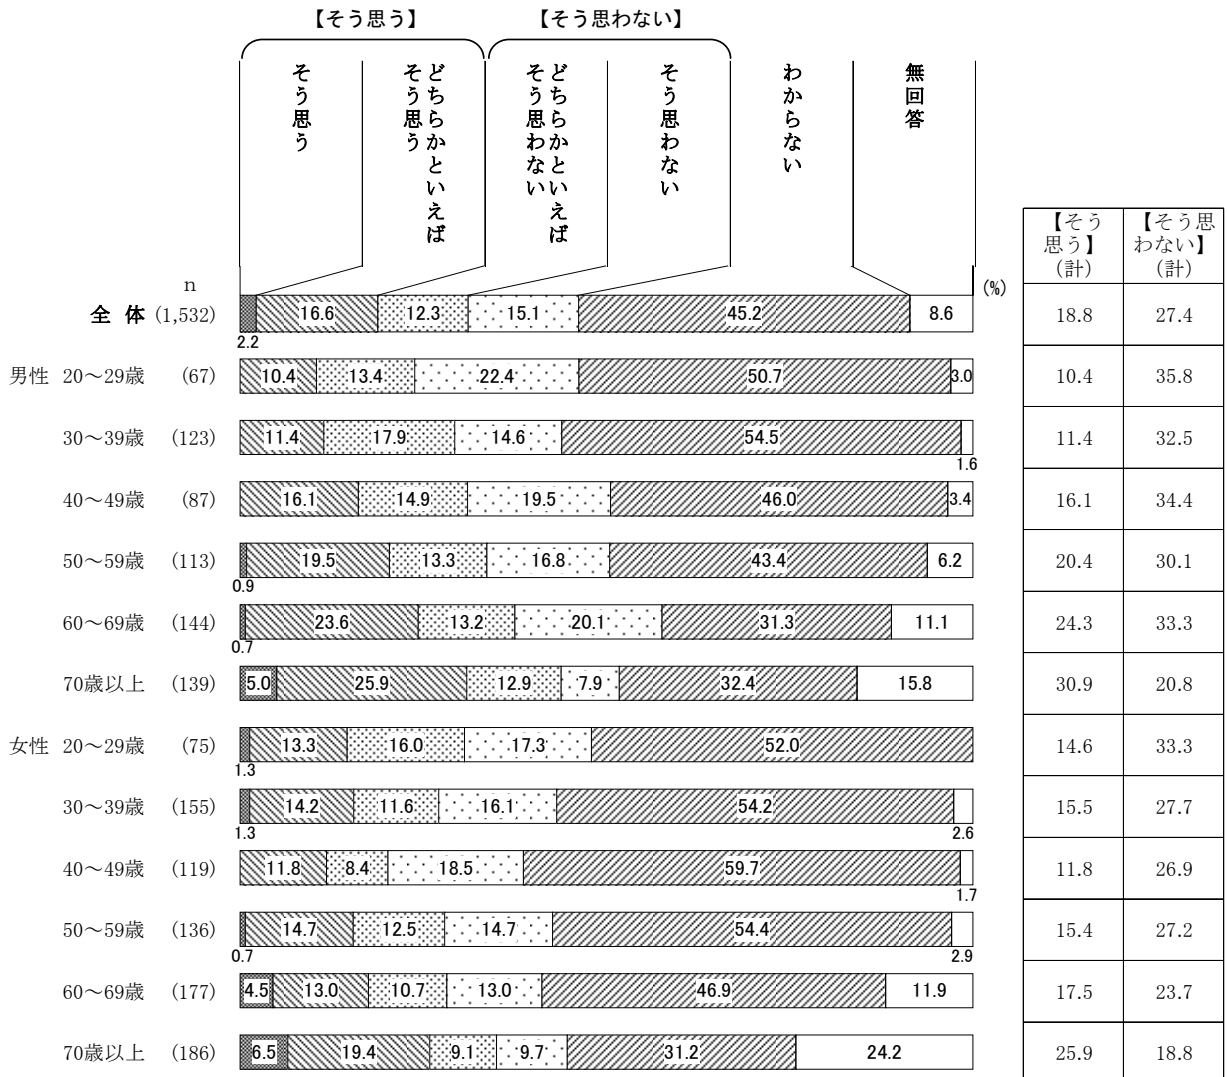 【そう思う】 【そう思わない】
そう思う
どちらかといえば
そう思う
どちらかといえば
そう思わない
そう思わない
わからない
無回答
【そう
思う】
(計)
【そう思
わない】
(計)
n
(%)
全 体 (1,532) 16.6 12.3 15.1 45.2 8.6 18.8 27.4
2.2
男性 20～29歳 (67) 10.4 13.4 22.4 50.7 3.0 10.4 35.8
30～39歳 (123) 11.4 17.9 14.6 54.5 11.4 32.5
1.6
40～49歳 (87) 16.1 14.9 19.5 46.0 3.4 16.1 34.4
50～59歳 (113) 19.5 13.3 16.8 43.4 6.2 20.4 30.1
0.9
60～69歳 (144) 23.6 13.2 20.1 31.3 11.1 24.3 33.3
0.7
70歳以上 (139) 5.0 25.9 12.9 7.9 32.4 15.8 30.9 20.8
女性 20～29歳 (75) 13.3 16.0 17.3 52.0 14.6 33.3
1.3
30～39歳 (155) 14.2 11.6 16.1 54.2 15.5 27.7
1.3 2.6
40～49歳 (119) 11.8 8.4 18.5 59.7 11.8 26.9
1.7
50～59歳 (136) 14.7 12.5 14.7 54.4 15.4 27.2
0.7 2.9
60～69歳 (177) 4.5 13.0 10.7 13.0 46.9 11.9 17.5 23.7
70歳以上 (186) 6.5 19.4 9.1 9.7 31.2 24.2 25.9 18.8